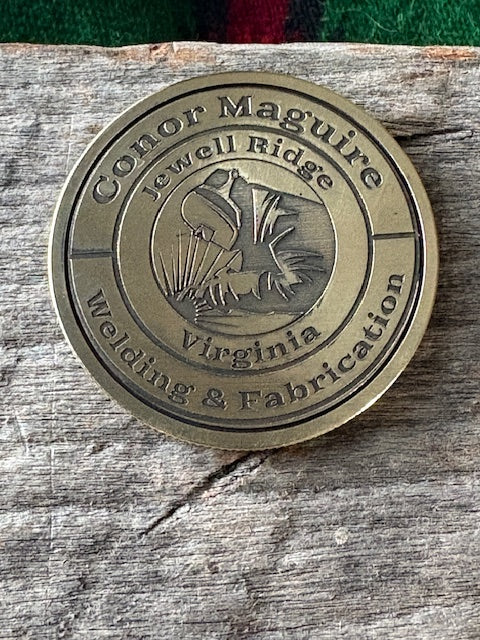 Conor Maguire
Jewell Ridge
Virginia
Welding & Fabrication